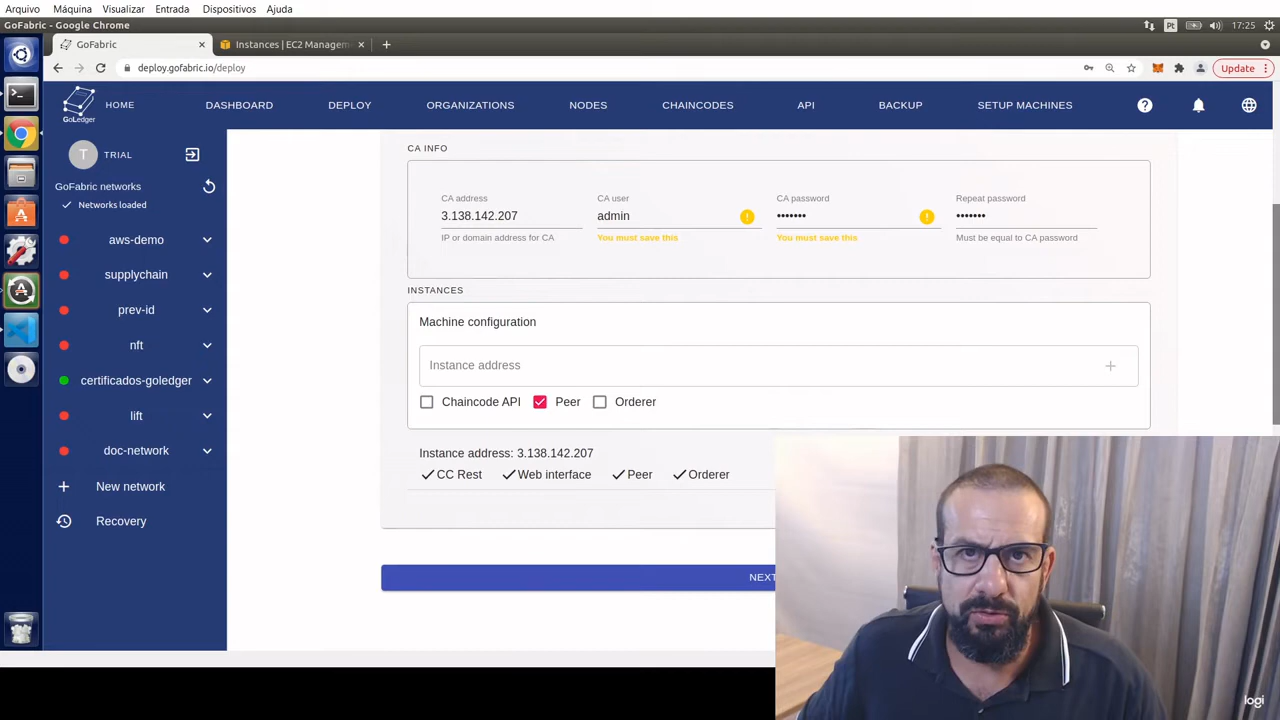 Arquivo Máquina Visualizar Entrada Dispositivos Ajuda
GoFabric - Google Chrome
Pt 17:25
GoFabric × Instances | EC2 Managem × +
deploy.gofabric.io/deploy Update
GoLedger HOME DASHBOARD DEPLOY ORGANIZATIONS NODES CHAINCODES API BACKUP SETUP MACHINES
T TRIAL
GoFabric networks
Networks loaded
aws-demo
supplychain
prev-id
nft
certificados-goledger
lift
doc-network
New network
Recovery
CA INFO
CA address CA user CA password Repeat password
3.138.142.207 admin ••••••• •••••••
IP or domain address for CA You must save this You must save this Must be equal to CA password
INSTANCES
Machine configuration
Instance address
Chaincode API Peer Orderer
Instance address: 3.138.142.207
CC Rest Web interface Peer Orderer
NEXT
logi